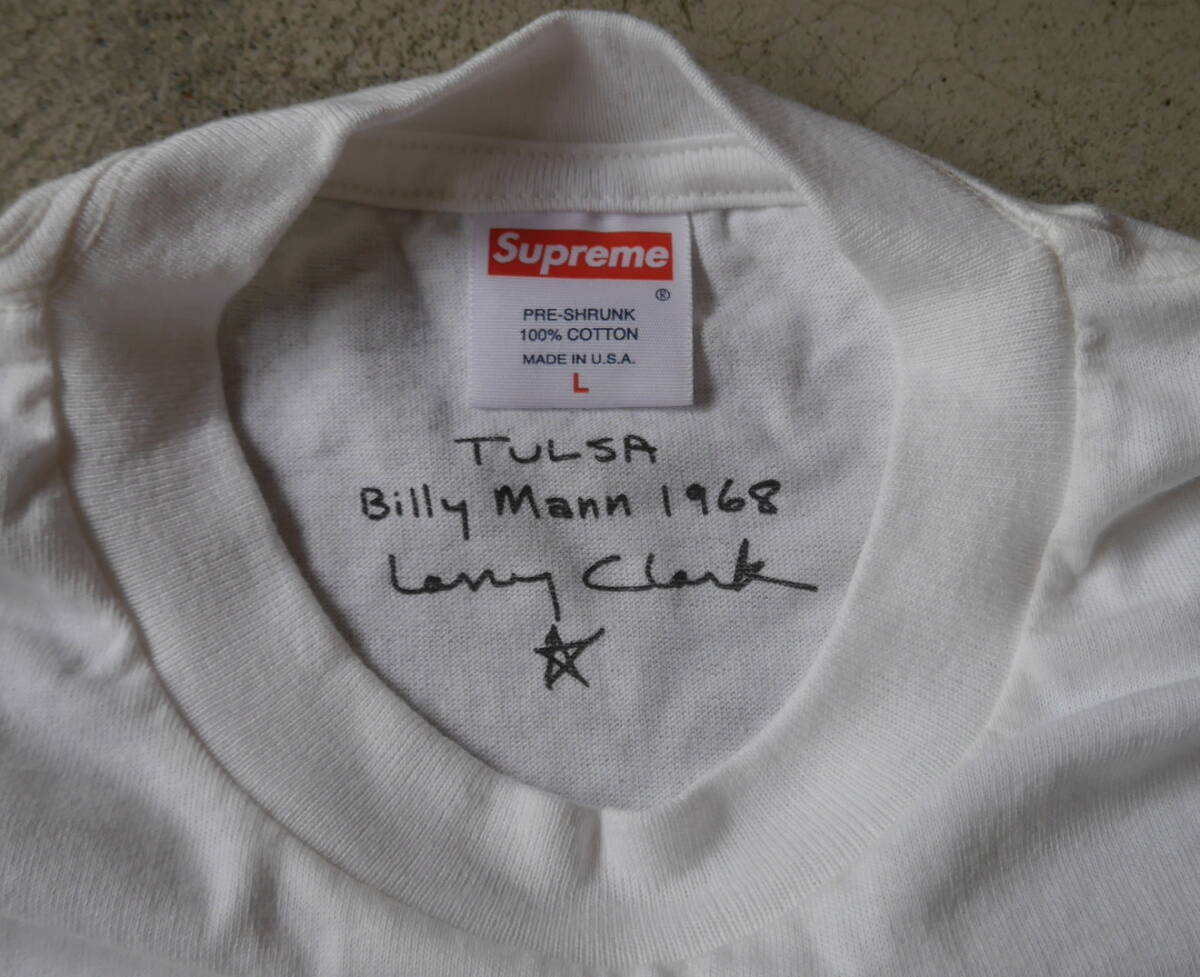 Supreme
®
PRE-SHRUNK
100% COTTON
MADE IN U.S.A.
L
TULSA
Billy Mann 1968
Larry Clark